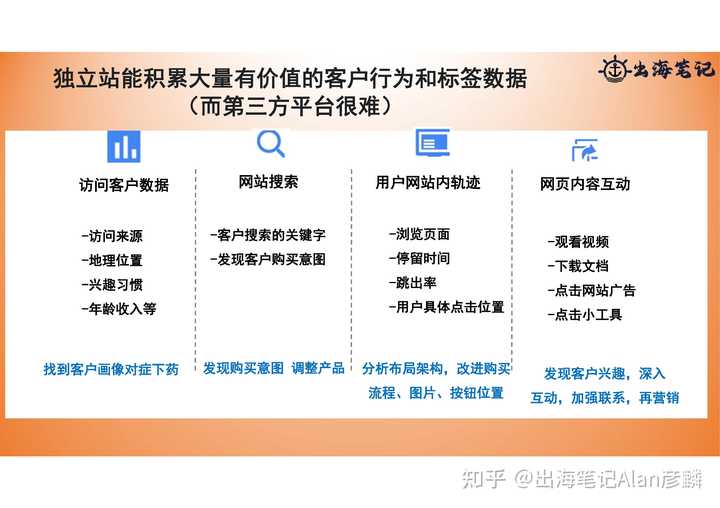 独立站能积累大量有价值的客户行为和标签数据
（而第三方平台很难）
出海笔记
访问客户数据
-访问来源
-地理位置
-兴趣习惯
-年龄收入等
找到客户画像对症下药
网站搜索
-客户搜索的关键字
-发现客户购买意图
发现购买意图 调整产品
用户网站内轨迹
-浏览页面
-停留时间
-跳出率
-用户具体点击位置
分析布局架构，改进购买
流程、图片、按钮位置
网页内容互动
-观看视频
-下载文档
-点击网站广告
-点击小工具
发现客户兴趣，深入
互动，加强联系，再营销
知乎 @出海笔记Alan彦麟